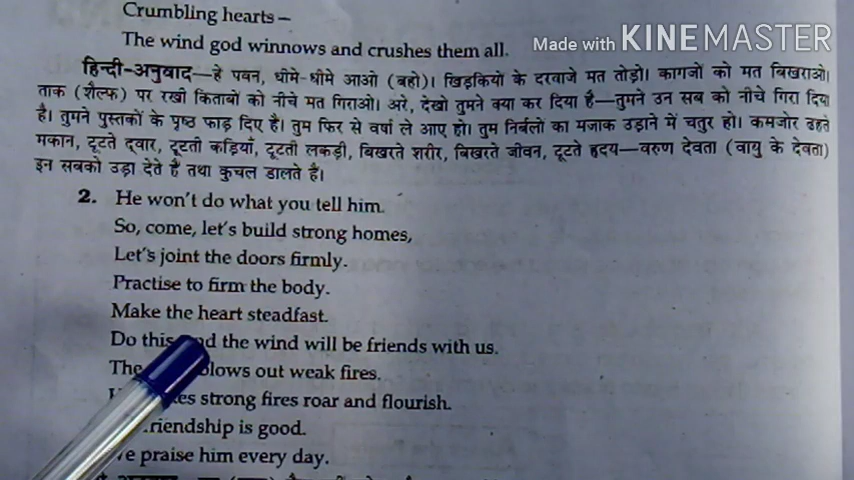 Crumbling hearts –
The wind god winnows and crushes them all.
Made with KINEMASTER
हिन्दी-अनुवाद—हे पवन, धीमे-धीमे आओ (बहो)। खिड़कियों के दरवाजे मत तोड़ो। कागजों को मत बिखराओ।
ताक (शैल्फ) पर रखी किताबों को नीचे मत गिराओ। अरे, देखो तुमने क्या कर दिया है—तुमने उन सब को नीचे गिरा दिया
है। तुमने पुस्तकों के पृष्ठ फाड़ दिए है। तुम फिर से वर्षा ले आए हो। तुम निर्बलों का मजाक उड़ाने में चतुर हो। कमजोर ढहते
मकान, टूटते द्वार, टूटती कड़ियाँ, टूटती लकड़ी, बिखरते शरीर, बिखरते जीवन, टूटते हृदय—वरुण देवता (वायु के देवता)
इन सबको उड़ा देते है तथा कुचल डालते है।
2. He won't do what you tell him.
So, come, let's build strong homes,
Let's joint the doors firmly.
Practise to firm the body.
Make the heart steadfast.
Do this and the wind will be friends with us.
The blows out weak fires.
strong fires roar and flourish.
friendship is good.
praise him every day.